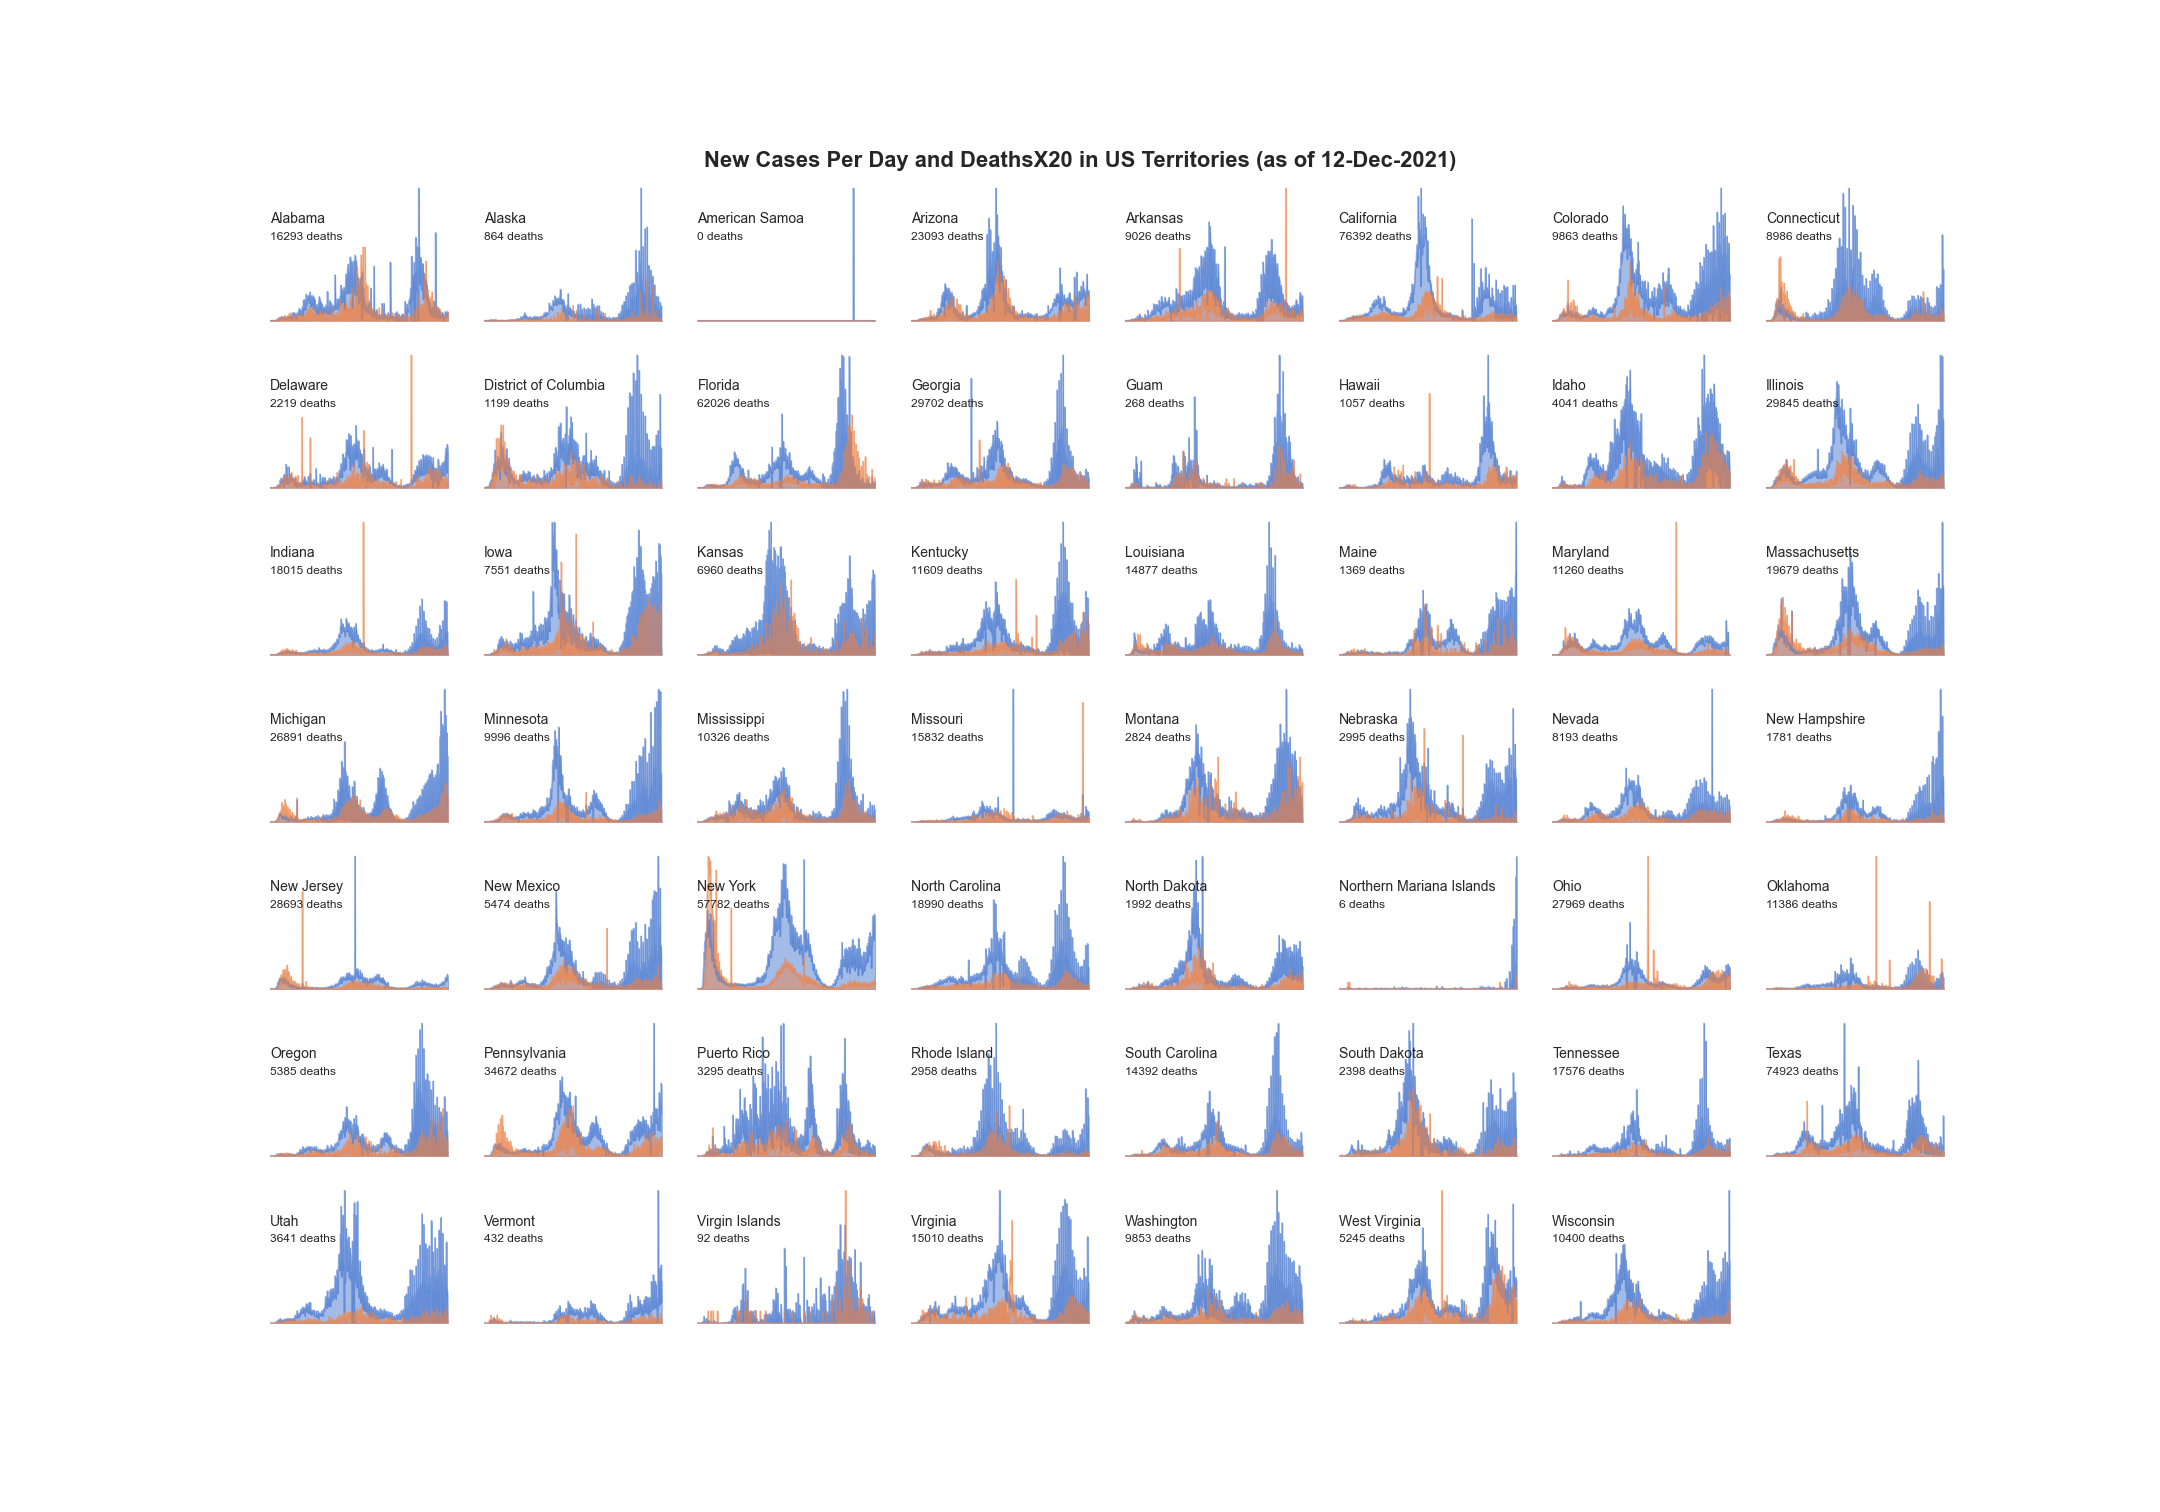 New Cases Per Day and DeathsX20 in US Territories (as of 12-Dec-2021)
Alabama
16293 deaths
Alaska
864 deaths
American Samoa
0 deaths
Arizona
23093 deaths
Arkansas
9026 deaths
California
76392 deaths
Colorado
9863 deaths
Connecticut
8986 deaths
Delaware
2219 deaths
District of Columbia
1199 deaths
Florida
62026 deaths
Georgia
29702 deaths
Guam
268 deaths
Hawaii
1057 deaths
Idaho
4041 deaths
Illinois
29845 deaths
Indiana
18015 deaths
Iowa
7551 deaths
Kansas
6960 deaths
Kentucky
11609 deaths
Louisiana
14877 deaths
Maine
1369 deaths
Maryland
11260 deaths
Massachusetts
19679 deaths
Michigan
26891 deaths
Minnesota
9996 deaths
Mississippi
10326 deaths
Missouri
15832 deaths
Montana
2824 deaths
Nebraska
2995 deaths
Nevada
8193 deaths
New Hampshire
1781 deaths
New Jersey
28693 deaths
New Mexico
5474 deaths
New York
57782 deaths
North Carolina
18990 deaths
North Dakota
1992 deaths
Northern Mariana Islands
6 deaths
Ohio
27969 deaths
Oklahoma
11386 deaths
Oregon
5385 deaths
Pennsylvania
34672 deaths
Puerto Rico
3295 deaths
Rhode Island
2958 deaths
South Carolina
14392 deaths
South Dakota
2398 deaths
Tennessee
17576 deaths
Texas
74923 deaths
Utah
3641 deaths
Vermont
432 deaths
Virgin Islands
92 deaths
Virginia
15010 deaths
Washington
9853 deaths
West Virginia
5245 deaths
Wisconsin
10400 deaths